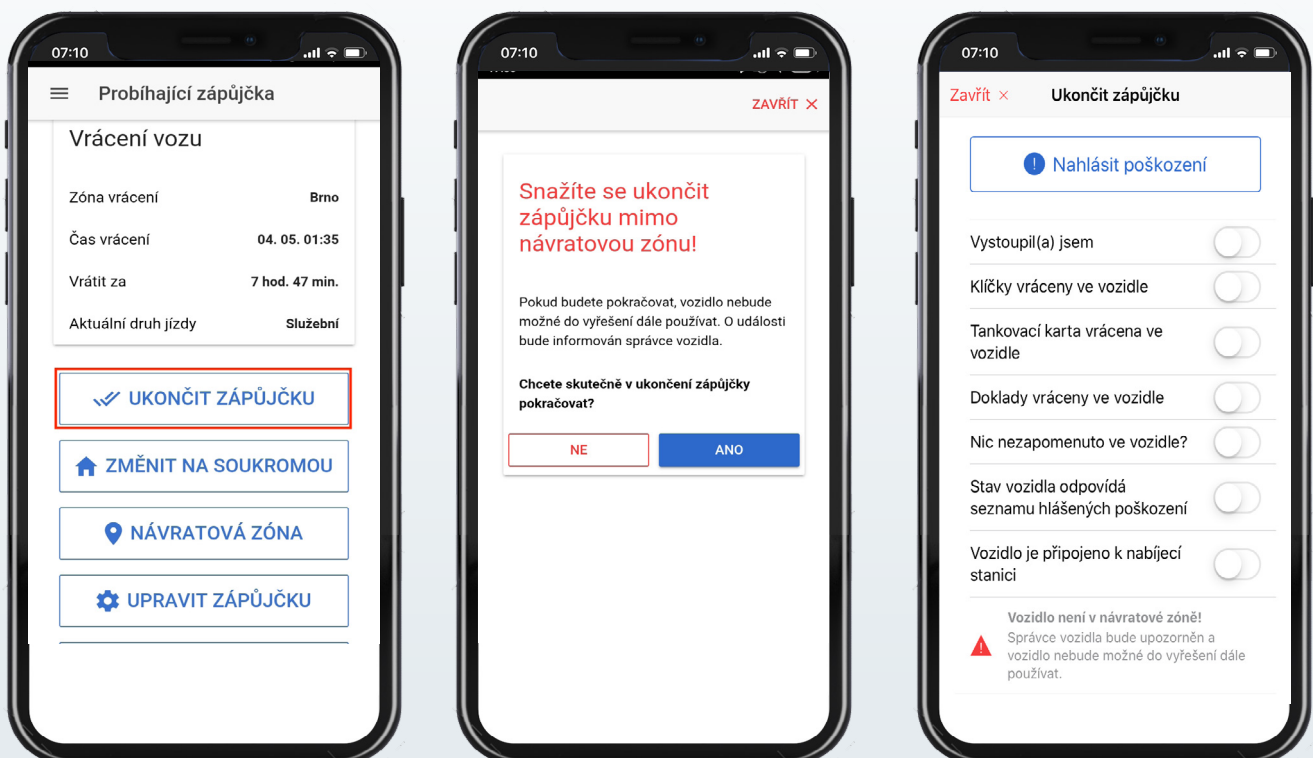 07:10
Probíhající zápůjčka
Vrácení vozu
Zóna vrácení Brno
Čas vrácení 04. 05. 01:35
Vrátit za 7 hod. 47 min.
Aktuální druh jízdy Služební
UKONČIT ZÁPŮJČKU
ZMĚNIT NA SOUKROMOU
NÁVRATOVÁ ZÓNA
UPRAVIT ZÁPŮJČKU
07:10
ZAVŘÍT ×
Snažíte se ukončit
zápůjčku mimo
návratovou zónu!
Pokud budete pokračovat, vozidlo nebude
možné do vyřešení dále používat. O události
bude informován správce vozidla.
Chcete skutečně v ukončení zápůjčky
pokračovat?
NE ANO
07:10
Zavřít × Ukončit zápůjčku
Nahlásit poškození
Vystoupil(a) jsem
Klíčky vráceny ve vozidle
Tankovací karta vrácena ve
vozidle
Doklady vráceny ve vozidle
Nic nezapomenuto ve vozidle?
Stav vozidla odpovídá
seznamu hlášených poškození
Vozidlo je připojeno k nabíjecí
stanici
Vozidlo není v návratové zóně!
Správce vozidla bude upozorněn a
vozidlo nebude možné do vyřešení dále
používat.